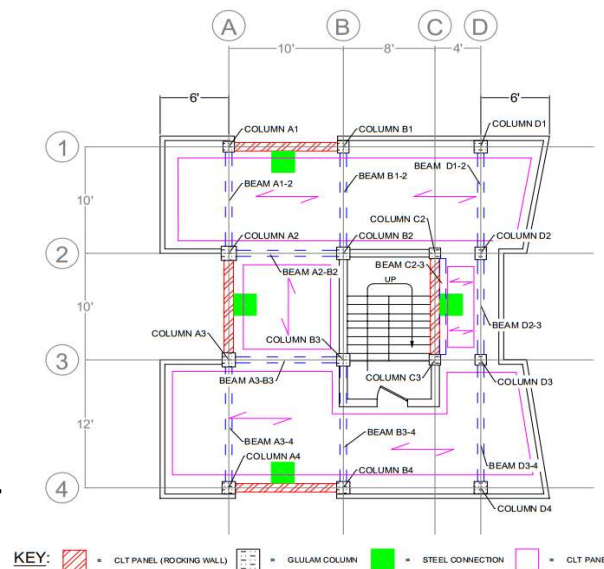 A B C D
10' 8' 4'
6' 6'
COLUMN A1 COLUMN B1 COLUMN D1
1
BEAM D1-2
10' BEAM A1-2 BEAM B1-2
COLUMN C2
2 COLUMN A2 COLUMN B2 COLUMN D2
BEAM A2-B2 BEAM C2-3
UP
10'
BEAM D2-3
COLUMN A3 COLUMN B3
3
BEAM A3-B3 COLUMN C3 COLUMN D3
12' BEAM A3-4 BEAM B3-4
BEAM D3-4
COLUMN A4 COLUMN B4
4
COLUMN D4
KEY: = CLT PANEL (ROCKING WALL) = GLULAM COLUMN = STEEL CONNECTION = CLT PANE